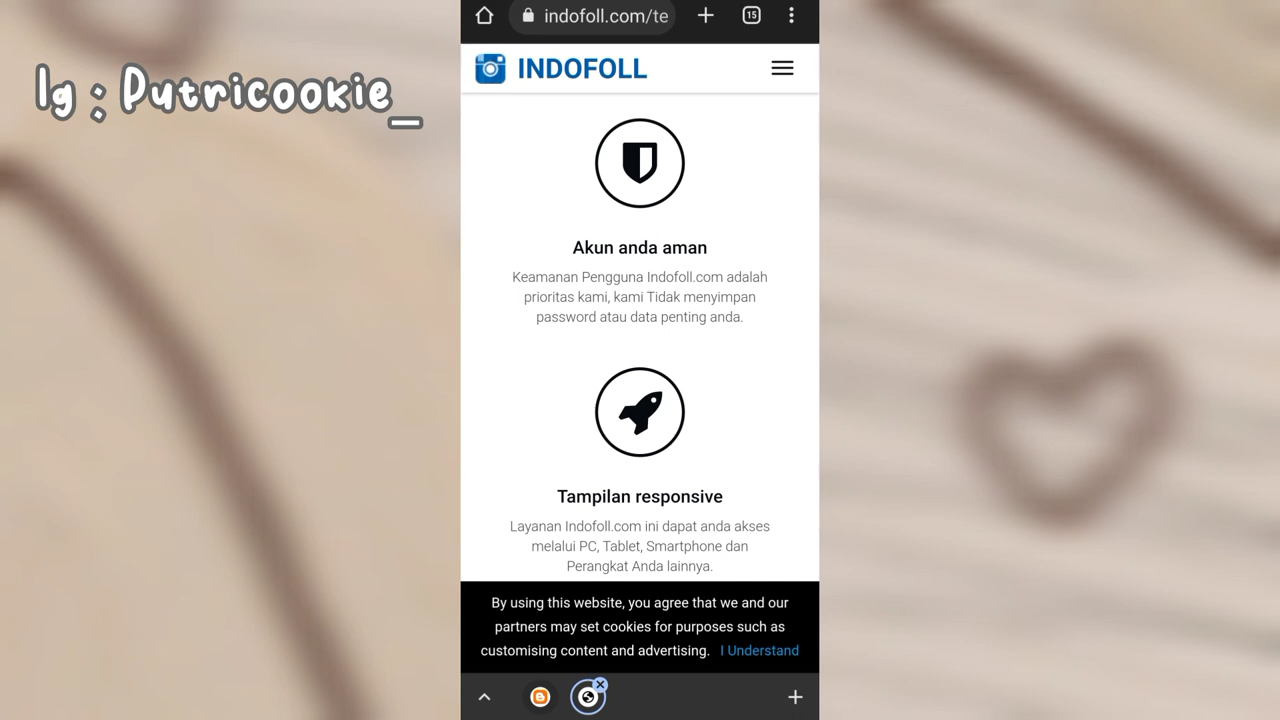 Ig : Putricookie_
indofoll.com/te
15
INDOFOLL
Akun anda aman
Keamanan Pengguna Indofoll.com adalah
prioritas kami, kami Tidak menyimpan
password atau data penting anda.
Tampilan responsive
Layanan Indofoll.com ini dapat anda akses
melalui PC, Tablet, Smartphone dan
Perangkat Anda lainnya.
By using this website, you agree that we and our
partners may set cookies for purposes such as
customising content and advertising. I Understand